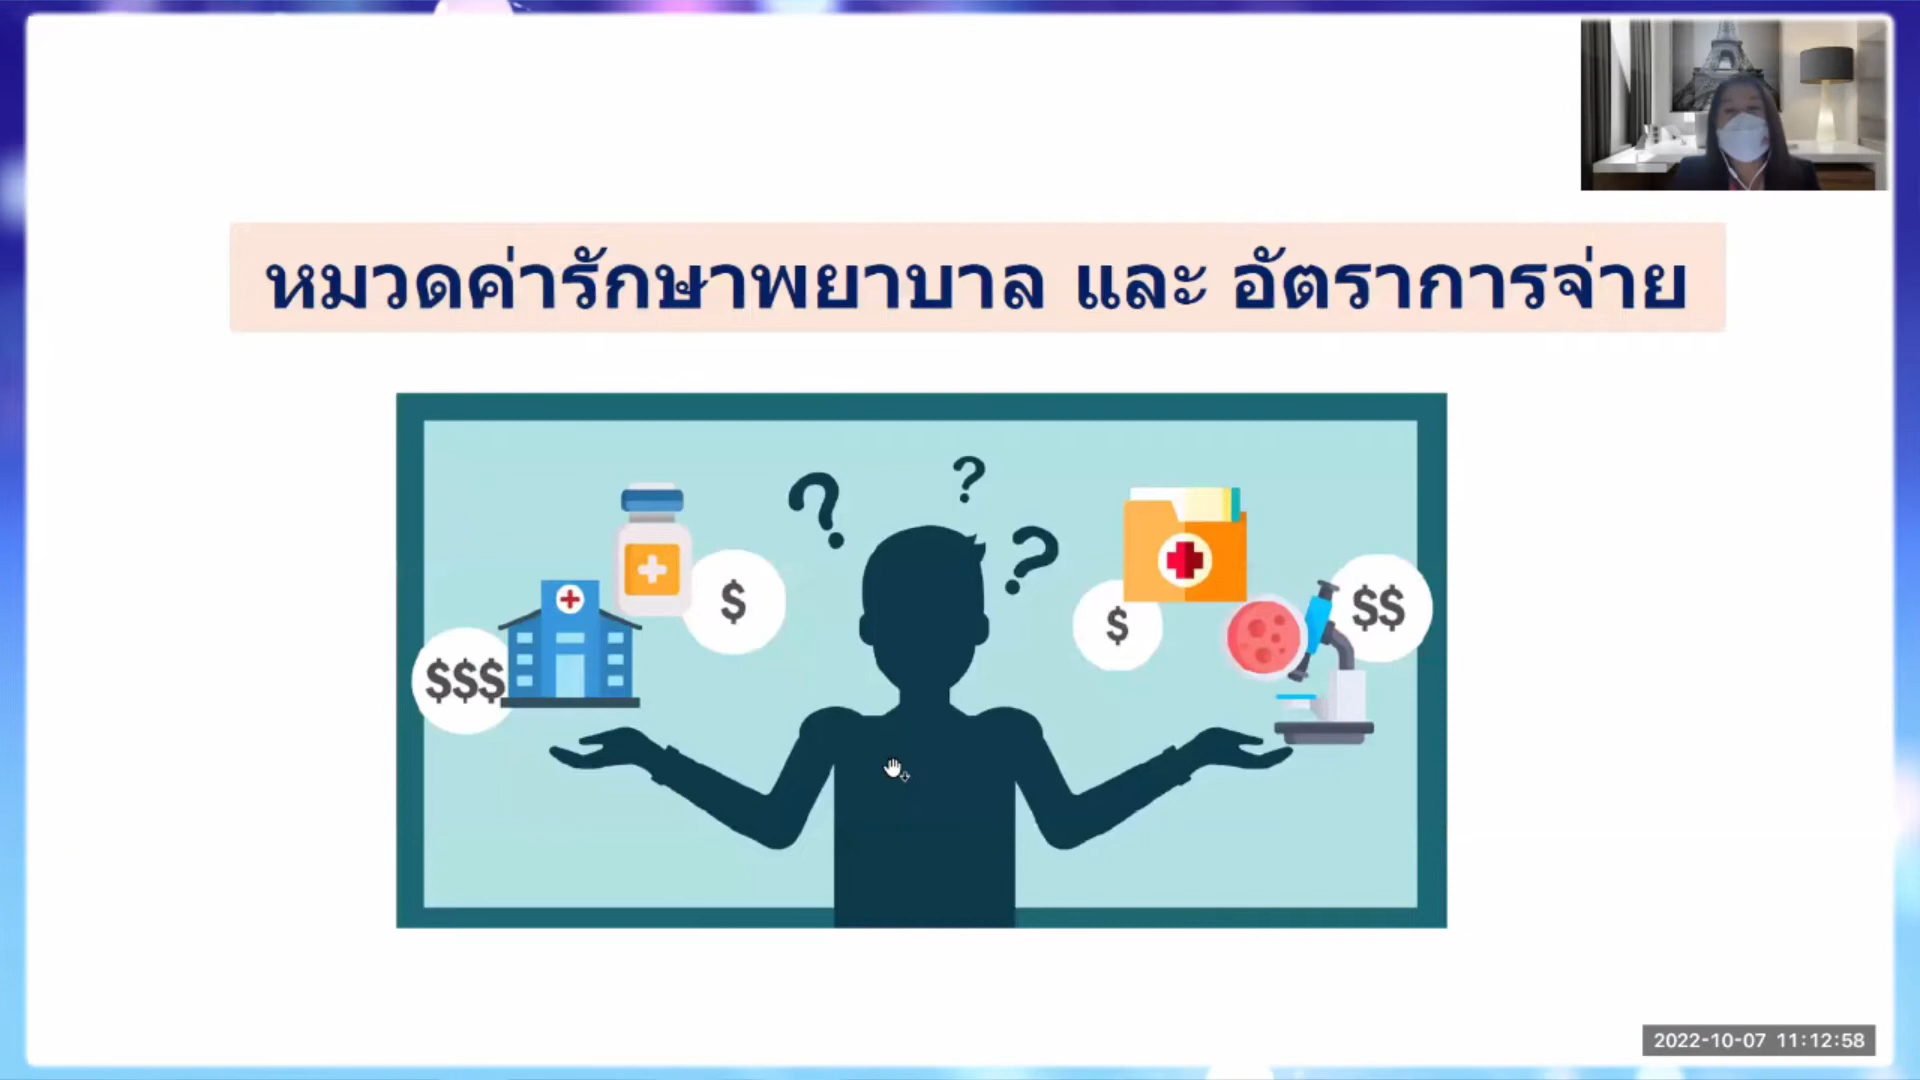 หมวดค่ารักษาพยาบาล และ อัตราการจ่าย
? ? ?
$ $ $$ $$$
2022-10-07 11:12:58